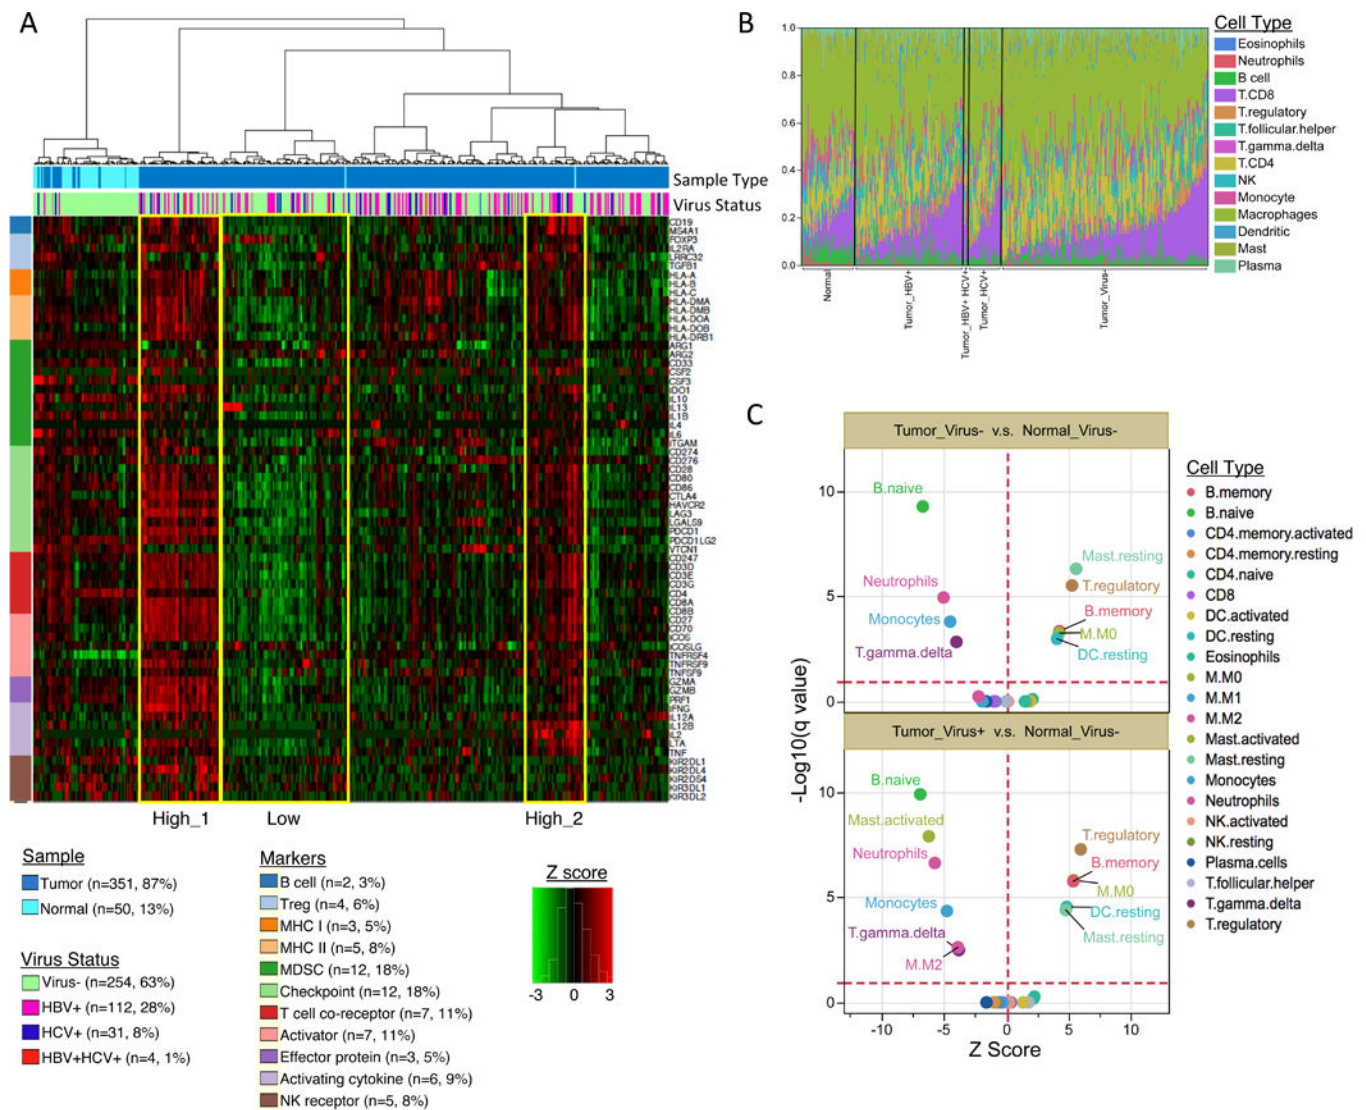 A
Sample Type
Virus Status
CD19
MS4A1
FOXP3
IL2RA
LRRC32
TGFB1
HLA-A
HLA-B
HLA-C
HLA-DMA
HLA-DMB
HLA-DOA
HLA-DOB
HLA-DRB1
ARG1
ARG2
CD33
CSF2
CSF3
IDO1
IL10
IL13
IL1B
IL4
IL6
ITGAM
CD274
CD276
CD28
CD80
CD86
CTLA4
HAVCR2
LAG3
LGALS9
PDCD1
PDCD1LG2
VTCN1
CD247
CD3D
CD3E
CD3G
CD4
CD8A
CD8B
CD27
CD70
ICOS
ICOSLG
TNFRSF4
TNFRSF9
TNFSF9
GZMA
GZMB
PRF1
IFNG
IL12A
IL12B
IL2
LTA
TNF
KIR2DL1
KIR2DL4
KIR2DS4
KIR3DL1
KIR3DL2
High_1
Low
High_2
Sample
Tumor (n=351, 87%)
Normal (n=50, 13%)
Virus Status
Virus- (n=254, 63%)
HBV+ (n=112, 28%)
HCV+ (n=31, 8%)
HBV+HCV+ (n=4, 1%)
Markers
B cell (n=2, 3%)
Treg (n=4, 6%)
MHC I (n=3, 5%)
MHC II (n=5, 8%)
MDSC (n=12, 18%)
Checkpoint (n=12, 18%)
T cell co-receptor (n=7, 11%)
Activator (n=7, 11%)
Effector protein (n=3, 5%)
Activating cytokine (n=6, 9%)
NK receptor (n=5, 8%)
Z score
-3 0 3
B
1.0
0.8
0.6
0.4
0.2
0.0
Normal
Tumor_HBV+
Tumor_HBV+ HCV+
Tumor_HCV+
Tumor_Virus-
Cell Type
Eosinophils
Neutrophils
B cell
T.CD8
T.regulatory
T.follicular.helper
T.gamma.delta
T.CD4
NK
Monocyte
Macrophages
Dendritic
Mast
Plasma
C
Tumor_Virus- v.s. Normal_Virus-
10
5
0
B.naive
Neutrophils
Monocytes
T.gamma.delta
Mast.resting
T.regulatory
B.memory
M.M0
DC.resting
Tumor_Virus+ v.s. Normal_Virus-
10
5
0
B.naive
Mast.activated
Neutrophils
Monocytes
T.gamma.delta
M.M2
T.regulatory
B.memory
M.M0
DC.resting
Mast.resting
-10 -5 0 5 10
Z Score
-Log10(q value)
Cell Type
B.memory
B.naive
CD4.memory.activated
CD4.memory.resting
CD4.naive
CD8
DC.activated
DC.resting
Eosinophils
M.M0
M.M1
M.M2
Mast.activated
Mast.resting
Monocytes
Neutrophils
NK.activated
NK.resting
Plasma.cells
T.follicular.helper
T.gamma.delta
T.regulatory